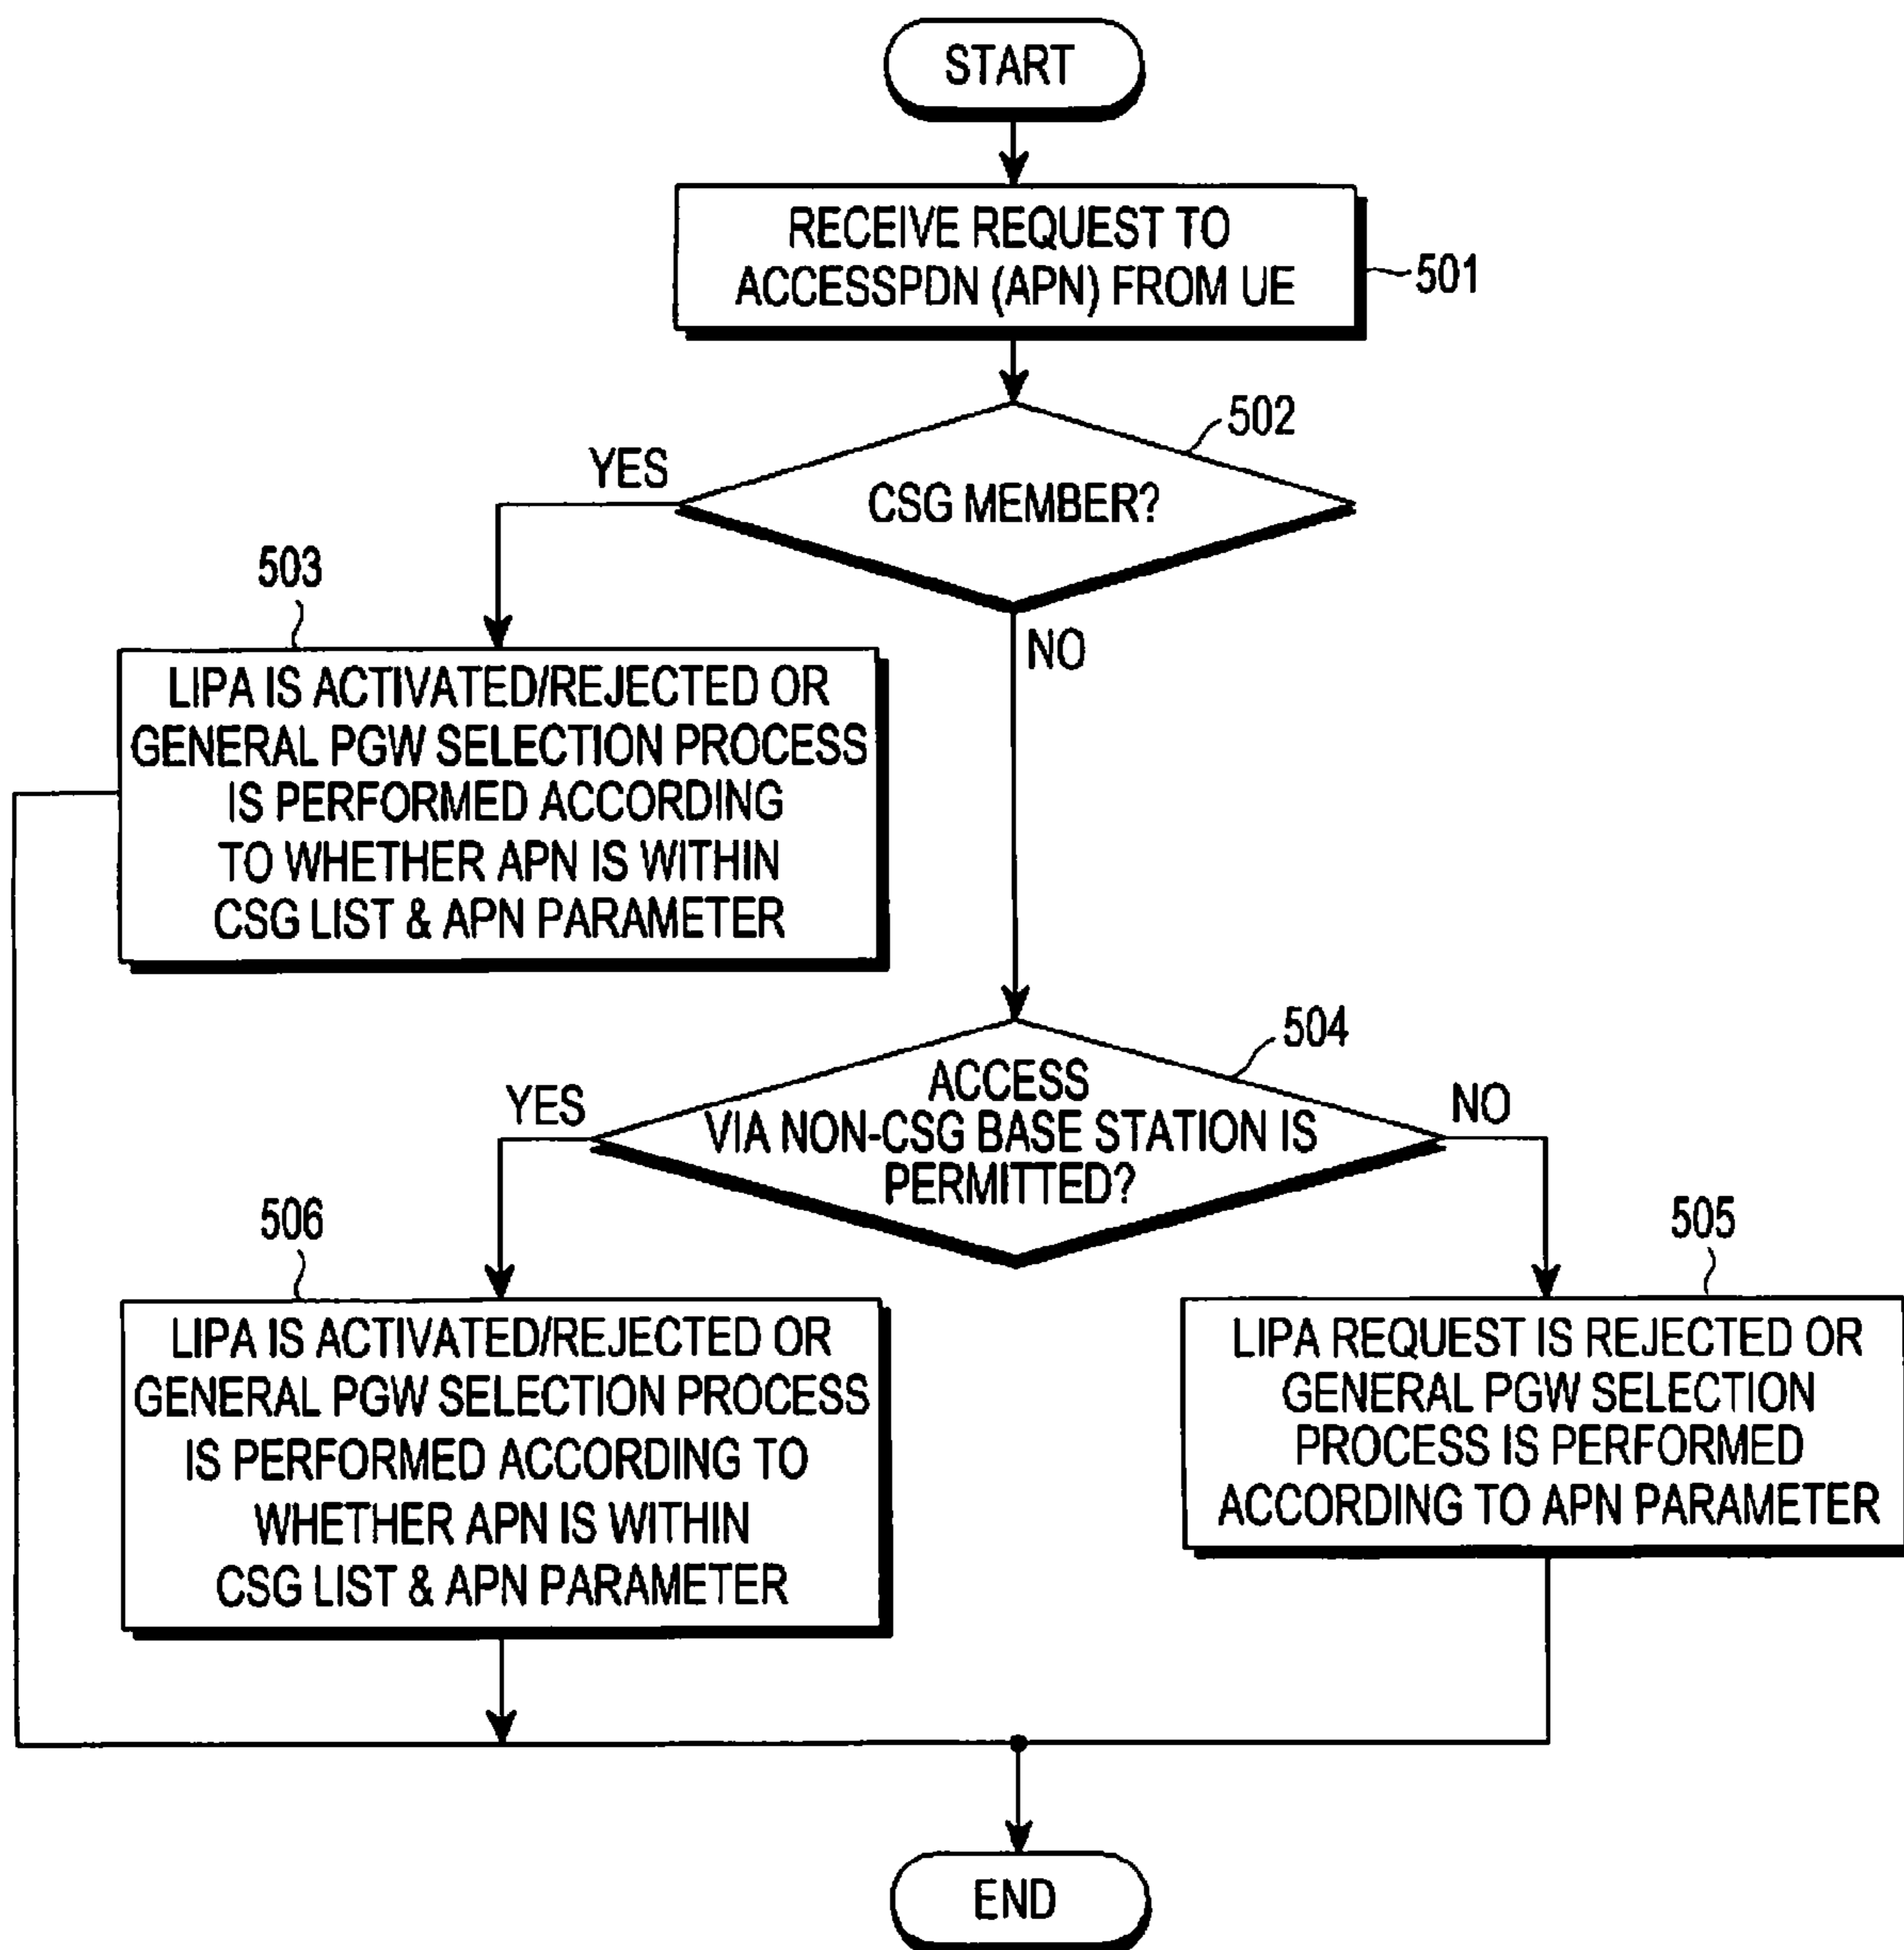 START
RECEIVE REQUEST TO
ACCESSPDN (APN) FROM UE
501
502
YES
CSG MEMBER?
503
NO
LIPA IS ACTIVATED/REJECTED OR
GENERAL PGW SELECTION PROCESS
IS PERFORMED ACCORDING
TO WHETHER APN IS WITHIN
CSG LIST & APN PARAMETER
504
ACCESS
VIA NON-CSG BASE STATION IS
PERMITTED?
YES
NO
506
505
LIPA IS ACTIVATED/REJECTED OR
GENERAL PGW SELECTION PROCESS
IS PERFORMED ACCORDING TO
WHETHER APN IS WITHIN
CSG LIST & APN PARAMETER
LIPA REQUEST IS REJECTED OR
GENERAL PGW SELECTION
PROCESS IS PERFORMED
ACCORDING TO APN PARAMETER
END